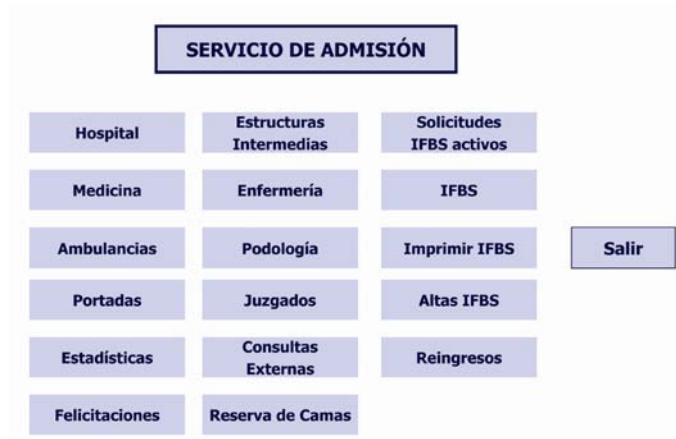 SERVICIO DE ADMISIÓN
Hospital
Estructuras
Intermedias
Solicitudes
IFBS activos
Medicina
Enfermería
IFBS
Ambulancias
Podología
Imprimir IFBS
Salir
Portadas
Juzgados
Altas IFBS
Estadísticas
Consultas
Externas
Reingresos
Felicitaciones
Reserva de Camas